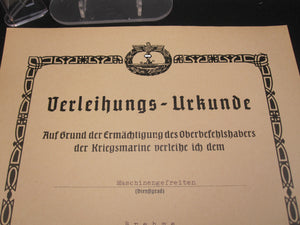 Verleihungs-Urkunde
Auf Grund der Ermächtigung des Oberbefehlshabers
der Kriegsmarine verleihe ich dem
Maschinengefreiten
(Dienstgrad)